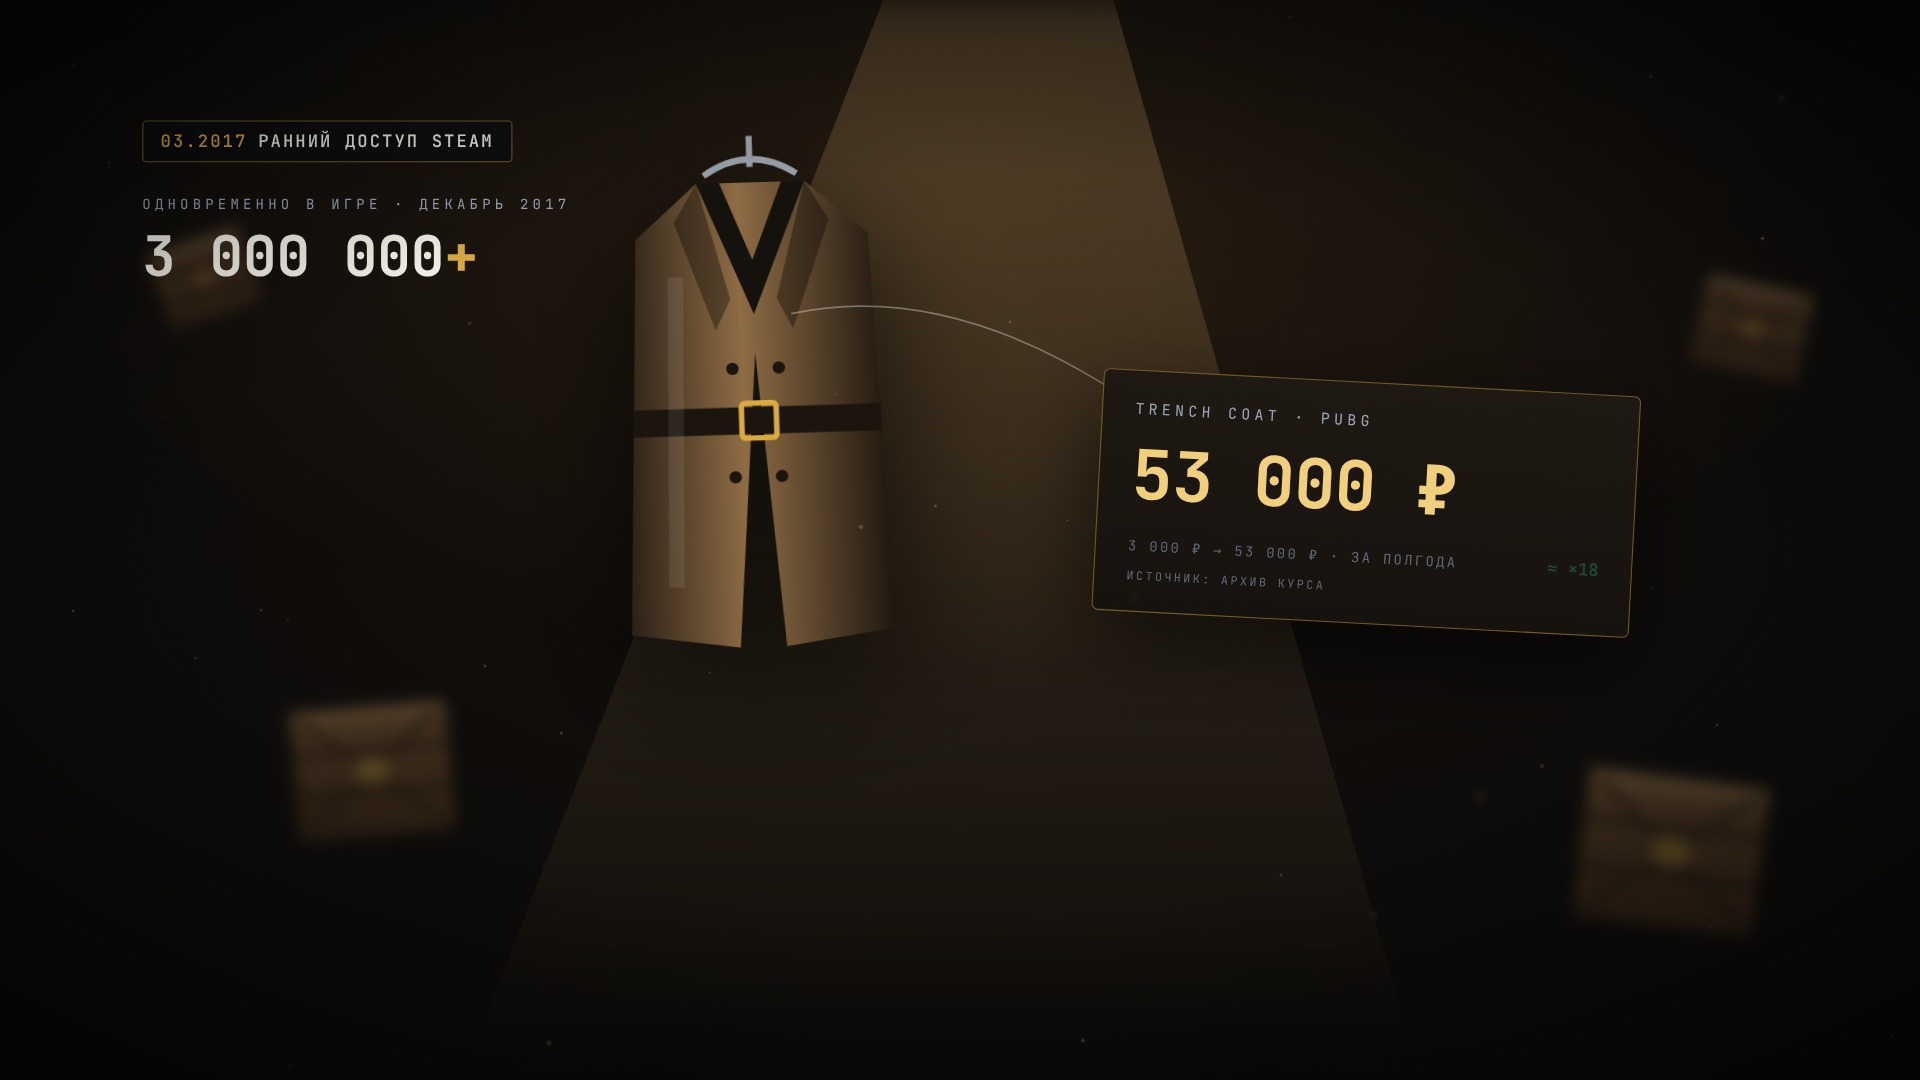 03.2017 РАННИЙ ДОСТУП STEAM
ОДНОВРЕМЕННО В ИГРЕ · ДЕКАБРЬ 2017
3 000 000+
TRENCH COAT · PUBG
53 000 ₽
3 000 ₽ → 53 000 ₽ · ЗА ПОЛГОДА
≈ ×18
ИСТОЧНИК: АРХИВ КУРСА